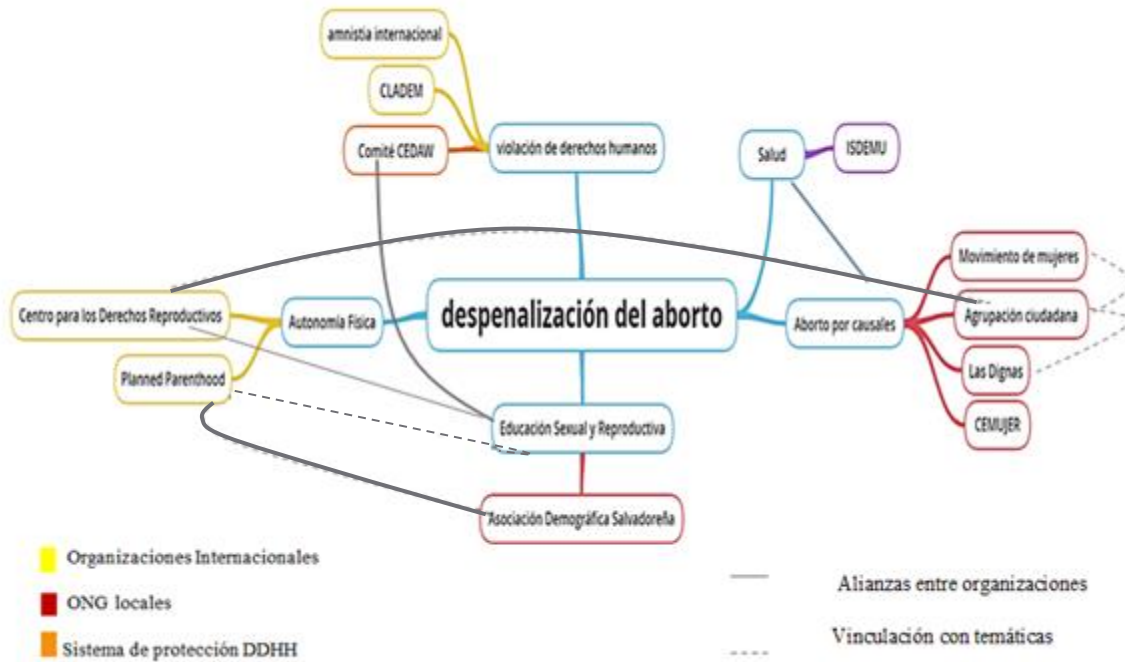 amnistia internacional
CLADEM
Comité CEDAW
violación de derechos humanos
Salud
ISDEMU
Movimiento de mujeres
Centro para los Derechos Reproductivos
Autonomía Física
despenalización del aborto
Aborto por causales
Agrupación ciudadana
Planned Parenthood
Las Dignas
Educación Sexual y Reproductiva
CEMUJER
Asociación Demográfica Salvadoreña
Organizaciones Internacionales
Alianzas entre organizaciones
ONG locales
Vinculación con temáticas
Sistema de protección DDHH